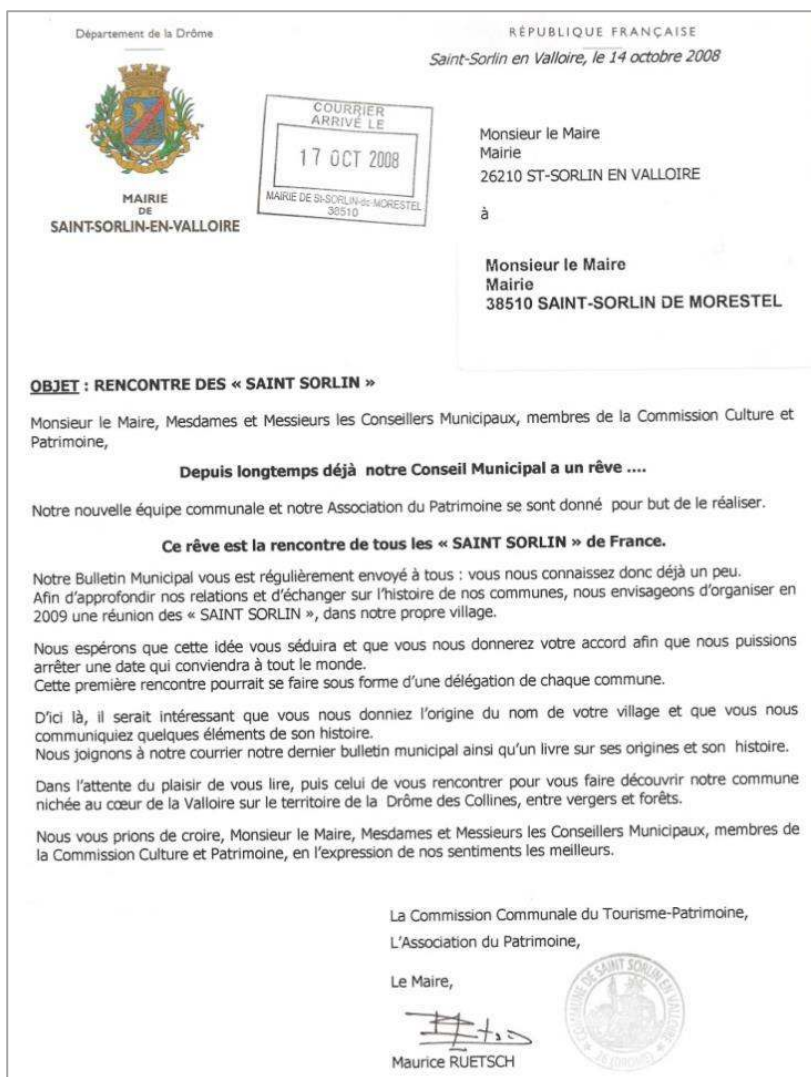 Département de la Drôme
MAIRIE
DE
SAINT-SORLIN-EN-VALLOIRE
COURRIER
ARRIVÉ LE
17 OCT 2008
MAIRIE DE St-SORLIN-de-MORESTEL
38510
RÉPUBLIQUE FRANÇAISE
Saint-Sorlin en Valloire, le 14 octobre 2008
Monsieur le Maire
Mairie
26210 ST-SORLIN EN VALLOIRE
à
Monsieur le Maire
Mairie
38510 SAINT-SORLIN DE MORESTEL
OBJET : RENCONTRE DES « SAINT SORLIN »
Monsieur le Maire, Mesdames et Messieurs les Conseillers Municipaux, membres de la Commission Culture et
Patrimoine,
Depuis longtemps déjà notre Conseil Municipal a un rêve ....
Notre nouvelle équipe communale et notre Association du Patrimoine se sont donné pour but de le réaliser.
Ce rêve est la rencontre de tous les « SAINT SORLIN » de France.
Notre Bulletin Municipal vous est régulièrement envoyé à tous : vous nous connaissez donc déjà un peu.
Afin d'approfondir nos relations et d'échanger sur l'histoire de nos communes, nous envisageons d'organiser en
2009 une réunion des « SAINT SORLIN », dans notre propre village.
Nous espérons que cette idée vous séduira et que vous nous donnerez votre accord afin que nous puissions
arrêter une date qui conviendra à tout le monde.
Cette première rencontre pourrait se faire sous forme d'une délégation de chaque commune.
D'ici là, il serait intéressant que vous nous donniez l'origine du nom de votre village et que vous nous
communiquiez quelques éléments de son histoire.
Nous joignons à notre courrier notre dernier bulletin municipal ainsi qu'un livre sur ses origines et son histoire.
Dans l'attente du plaisir de vous lire, puis celui de vous rencontrer pour vous faire découvrir notre commune
nichée au cœur de la Valloire sur le territoire de la Drôme des Collines, entre vergers et forêts.
Nous vous prions de croire, Monsieur le Maire, Mesdames et Messieurs les Conseillers Municipaux, membres de
la Commission Culture et Patrimoine, en l'expression de nos sentiments les meilleurs.
La Commission Communale du Tourisme-Patrimoine,
L'Association du Patrimoine,
Le Maire,
Maurice RUETSCH
COMMUNE DE SAINT SORLIN EN VALLOIRE
26 (DROME)